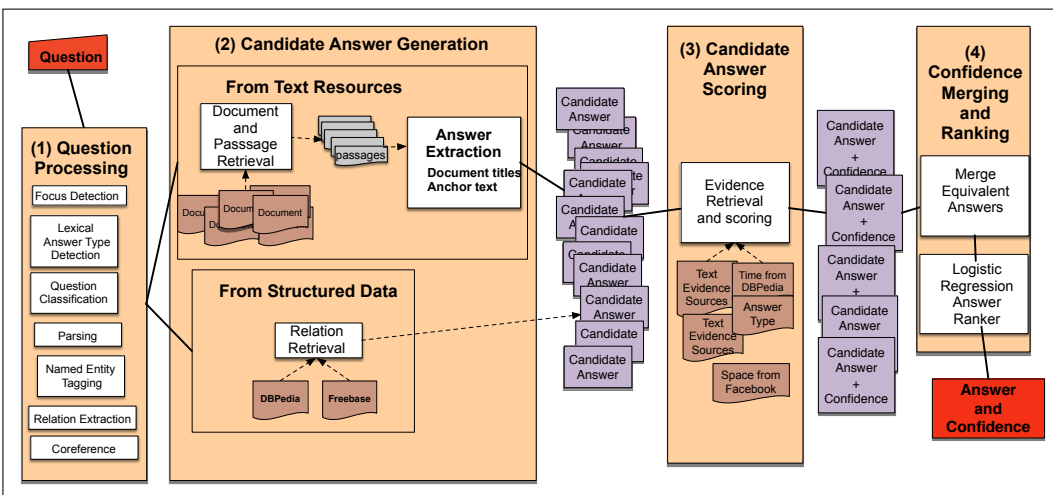 Question
(1) Question
Processing
Focus Detection
Lexical
Answer Type
Detection
Question
Classification
Parsing
Named Entity
Tagging
Relation Extraction
Coreference
(2) Candidate Answer Generation
From Text Resources
Document
and
Passsage
Retrieval
passages
Answer
Extraction
Document titles
Anchor text
Docu
Docu
Document
From Structured Data
Relation
Retrieval
DBPedia
Freebase
Candidate
Answer
Candidate
Answer
Candidate
Candidate
Candidate
Answer
Candidate
Answer
Candidate
Answer
Candidate
Answer
Candidate
Candidate
Answer
(3) Candidate
Answer
Scoring
Evidence
Retrieval
and scoring
Text
Evidence
Sources
Time from
DBPedia
Text
Evidence
Sources
Answer
Type
Space from
Facebook
Candidate
Answer
+
Confidence
Candidate
Answer
+
Confidence
Candidate
Answer
+
Candidate
Answer
Candidate
Answer
+
Confidence
(4)
Confidence
Merging
and
Ranking
Merge
Equivalent
Answers
Logistic
Regression
Answer
Ranker
Answer
and
Confidence